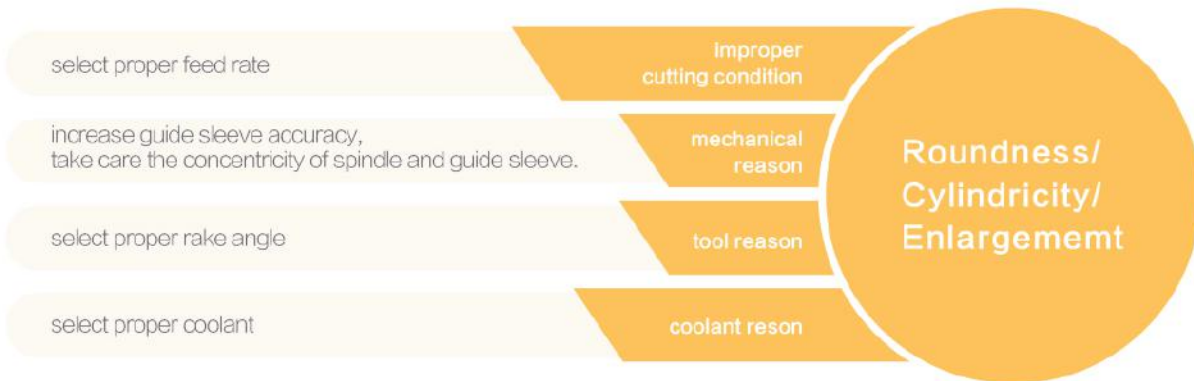 select proper feed rate
improper
cutting condition
increase guide sleeve accuracy,
take care the concentricity of spindle and guide sleeve.
mechanical
reason
select proper rake angle
tool reason
select proper coolant
coolant reson
Roundness/
Cylindricity/
Enlargememt